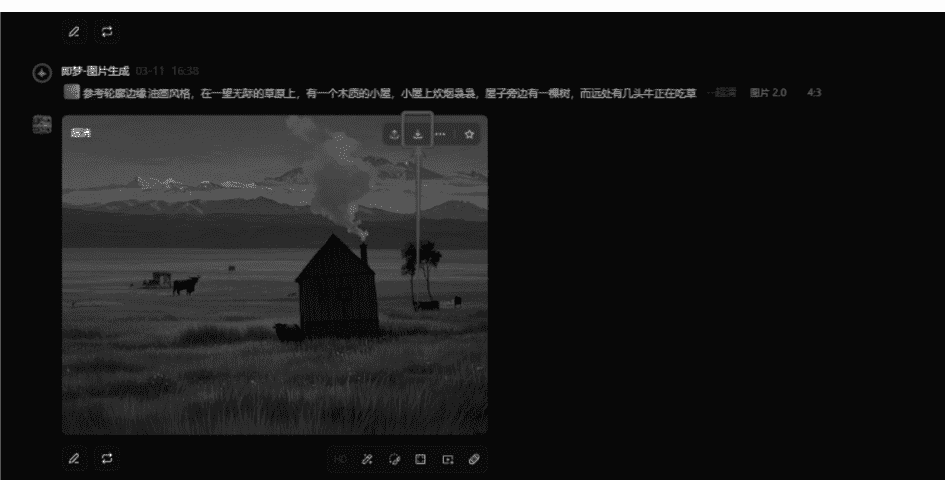 即梦-图片生成 03-11 16:38
参考轮廓边缘 油画风格，在一望无际的草原上，有一个木质的小屋，小屋上炊烟袅袅，屋子旁边有一棵树，而远处有几头牛正在吃草 超清 图片 2.0 4:3
超清
HD